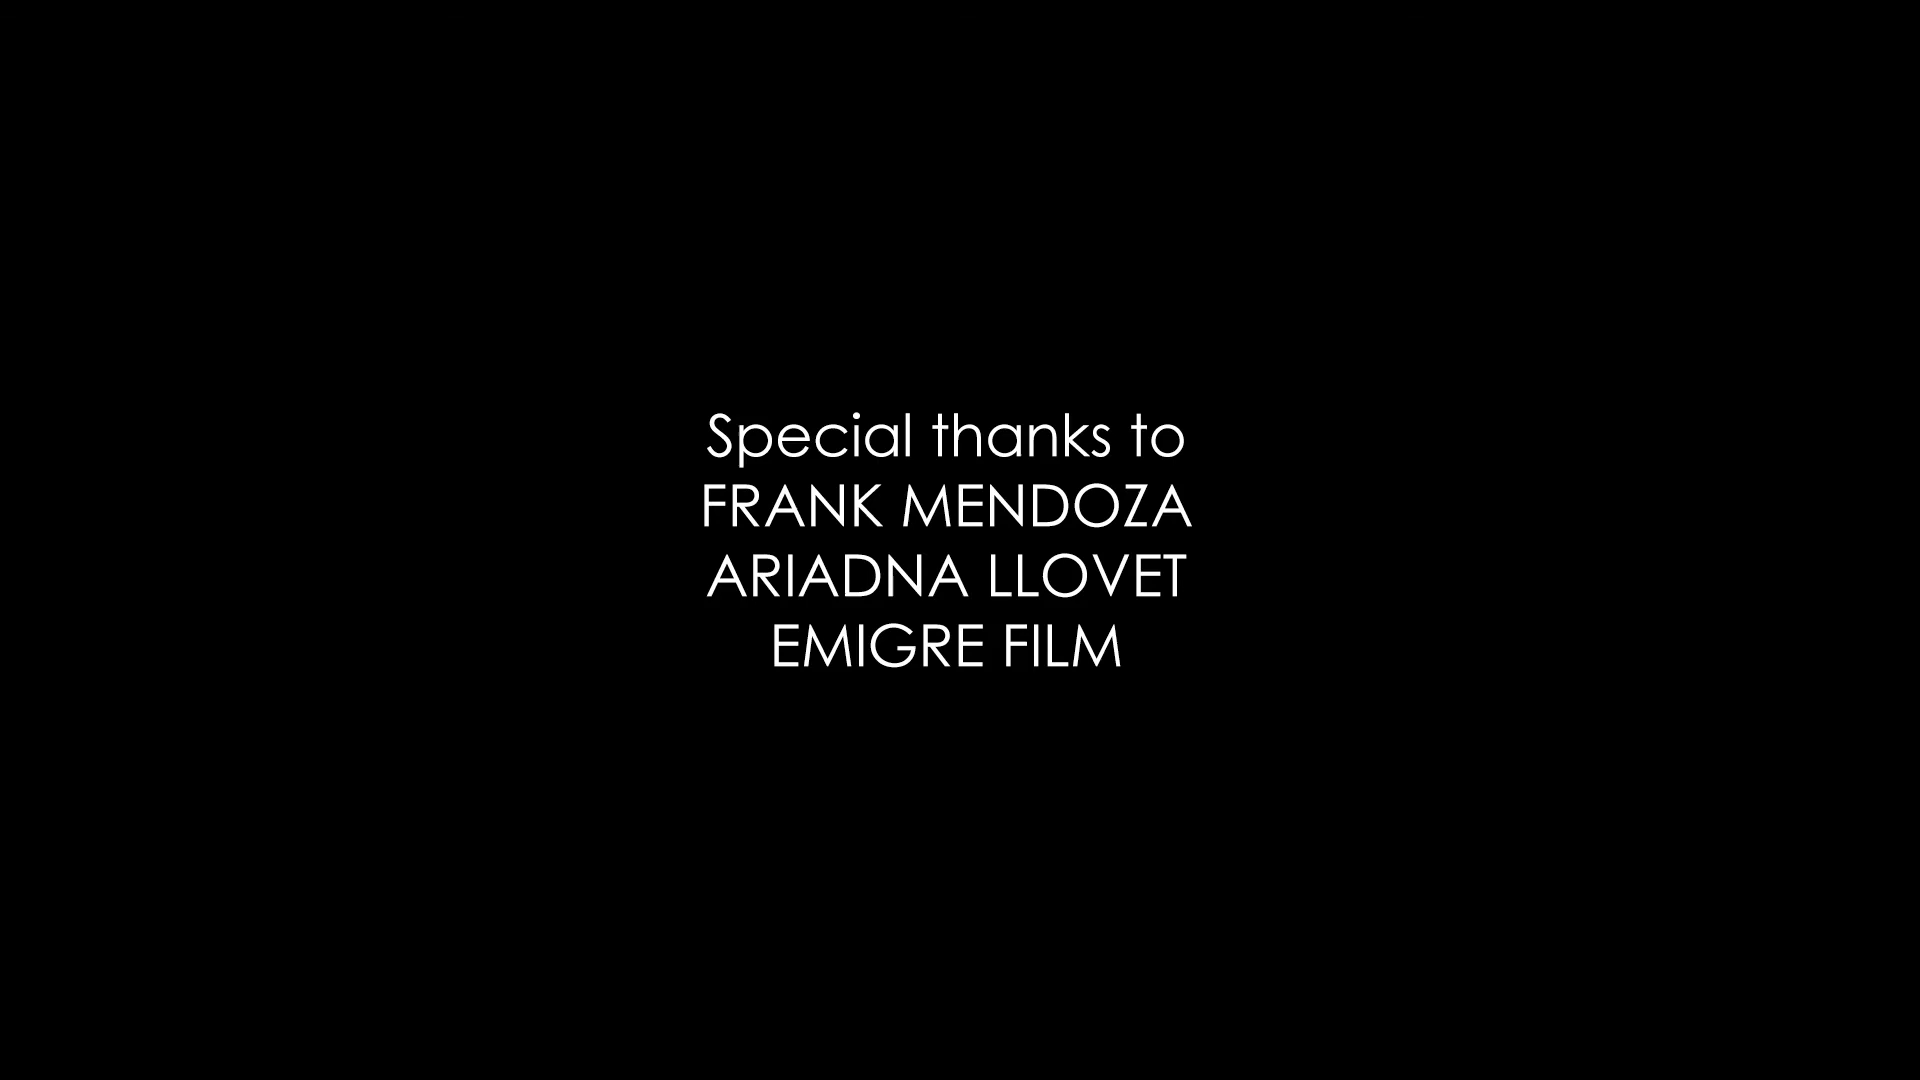 Special thanks to
FRANK MENDOZA
ARIADNA LLOVET
EMIGRE FILM